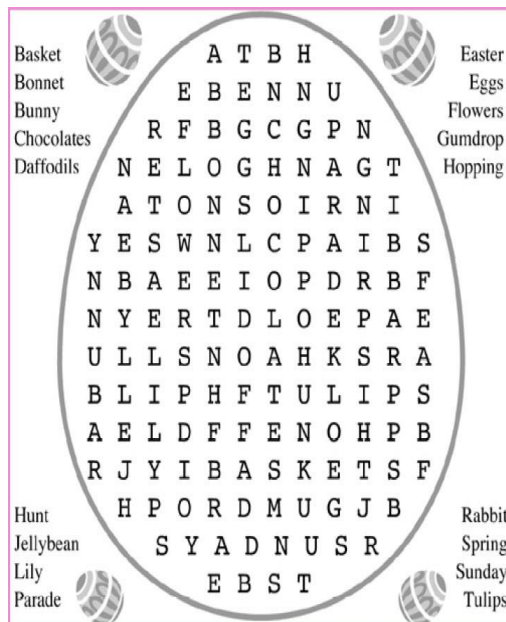 Basket
Bonnet
Bunny
Chocolates
Daffodils
Easter
Eggs
Flowers
Gumdrop
Hopping
A T B H
E B E N N U
R F B G C G P N
N E L O G H N A G T
A T O N S O I R N I
Y E S W N L C P A I B S
N B A E E I O P D R B F
N Y E R T D L O E P A E
U L L S N O A H K S R A
B L I P H F T U L I P S
A E L D F F E N O H P B
R J Y I B A S K E T S F
H P O R D M U G J B
S Y A D N U S R
E B S T
Hunt
Jellybean
Lily
Parade
Rabbit
Spring
Sunday
Tulips